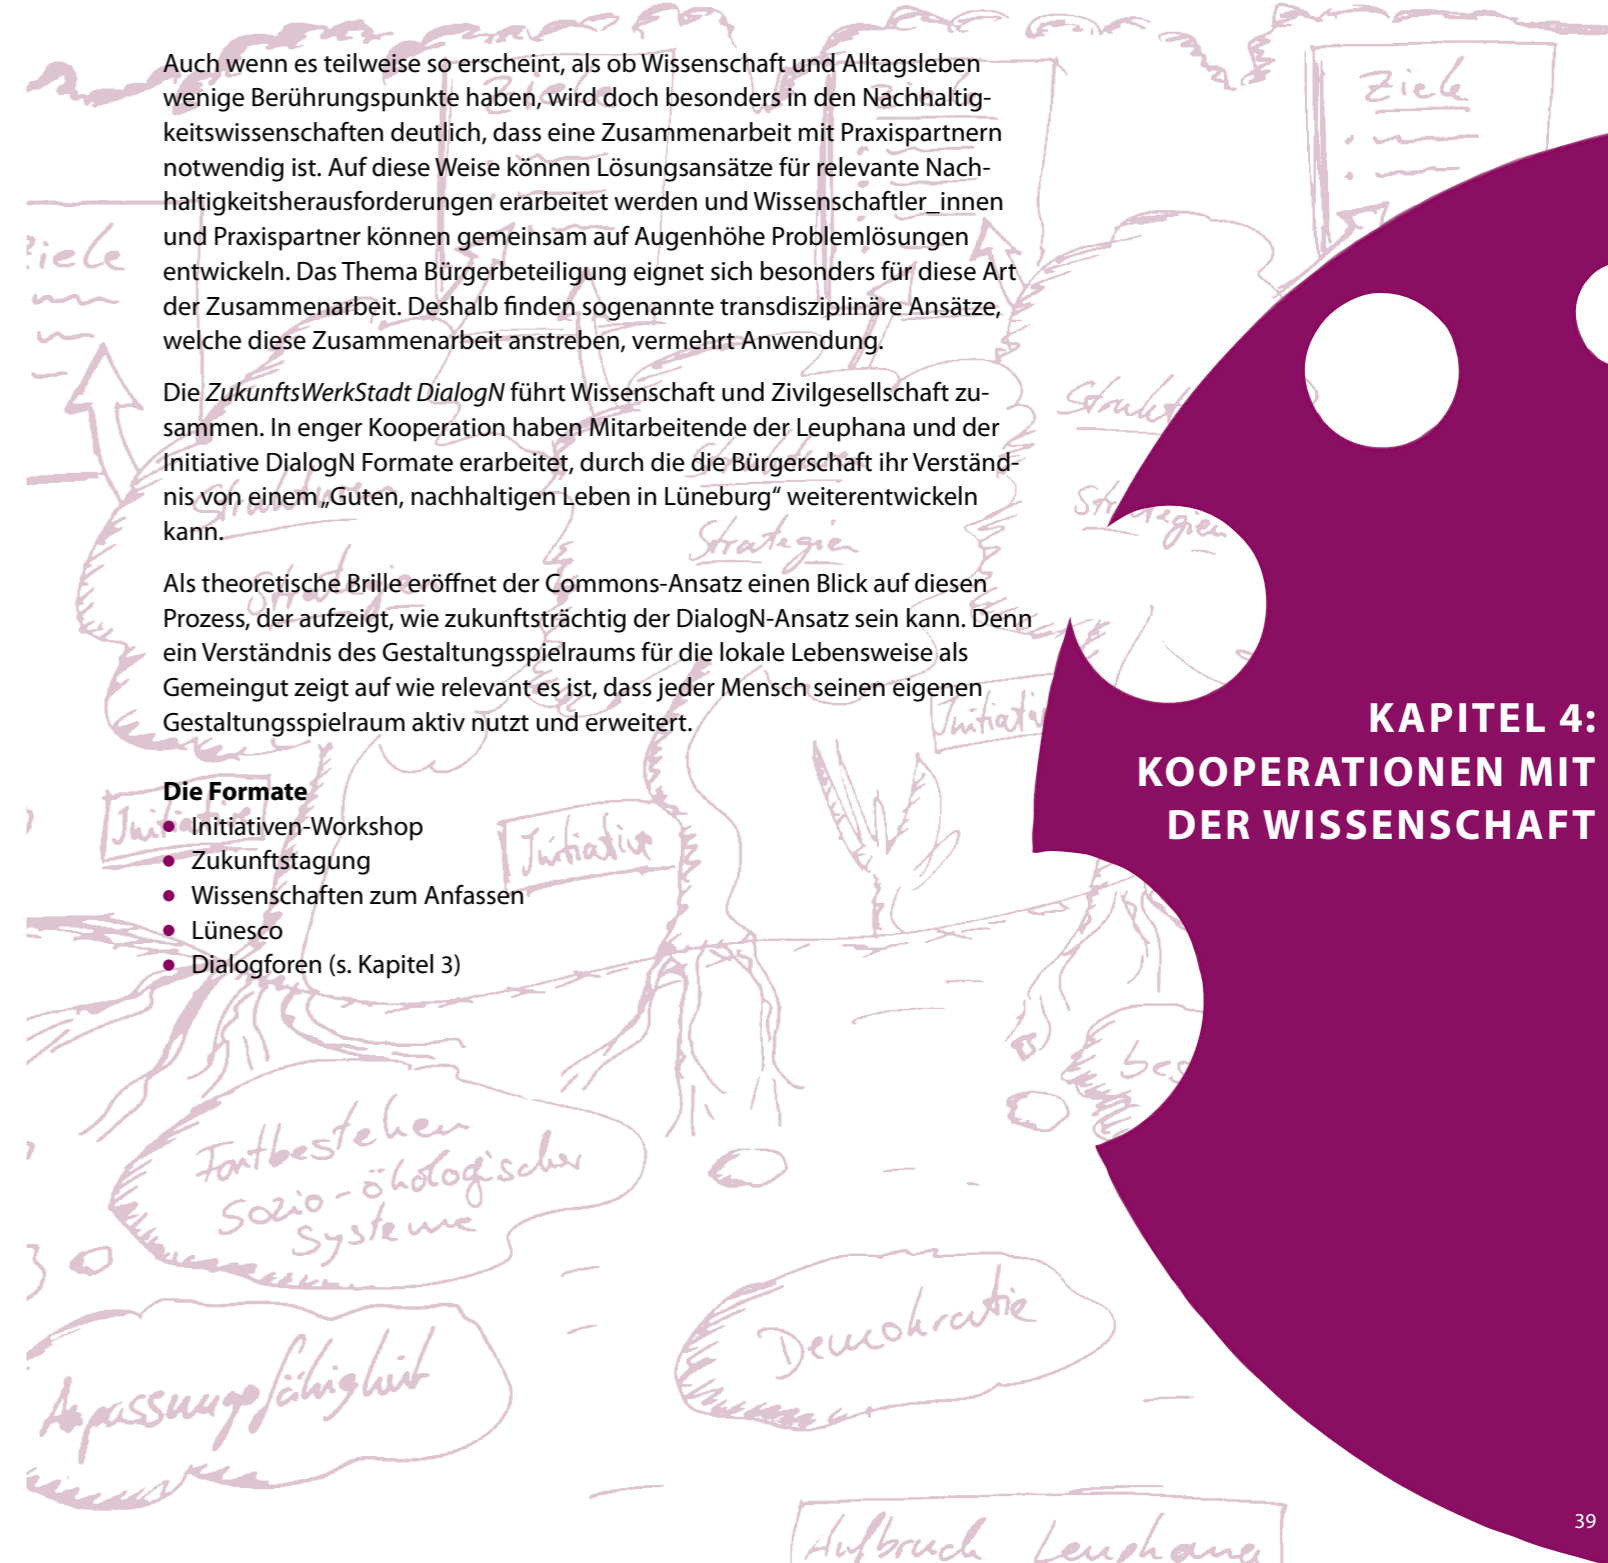 Auch wenn es teilweise so erscheint, als ob Wissenschaft und Alltagsleben
wenige Berührungspunkte haben, wird doch besonders in den Nachhaltig-
keitswissenschaften deutlich, dass eine Zusammenarbeit mit Praxispartnern
notwendig ist. Auf diese Weise können Lösungsansätze für relevante Nach-
haltigkeitsherausforderungen erarbeitet werden und Wissenschaftler_innen
und Praxispartner können gemeinsam auf Augenhöhe Problemlösungen
entwickeln. Das Thema Bürgerbeteiligung eignet sich besonders für diese Art
der Zusammenarbeit. Deshalb finden sogenannte transdisziplinäre Ansätze,
welche diese Zusammenarbeit anstreben, vermehrt Anwendung.
Die ZukunftsWerkStadt DialogN führt Wissenschaft und Zivilgesellschaft zu-
sammen. In enger Kooperation haben Mitarbeitende der Leuphana und der
Initiative DialogN Formate erarbeitet, durch die die Bürgerschaft ihr Verständ-
nis von einem „Guten, nachhaltigen Leben in Lüneburg“ weiterentwickeln
kann.
Als theoretische Brille eröffnet der Commons-Ansatz einen Blick auf diesen
Prozess, der aufzeigt, wie zukunftsträchtig der DialogN-Ansatz sein kann. Denn
ein Verständnis des Gestaltungsspielraums für die lokale Lebensweise als
Gemeingut zeigt auf wie relevant es ist, dass jeder Mensch seinen eigenen
Gestaltungsspielraum aktiv nutzt und erweitert.
Die Formate
• Initiativen-Workshop
• Zukunftstagung
• Wissenschaften zum Anfassen
• Lünesco
• Dialogforen (s. Kapitel 3)
KAPITEL 4:
KOOPERATIONEN MIT
DER WISSENSCHAFT
39
Ziele
Ziele
Ziele
Ziele
Strukturen
Strategien
Strukturen
Strategien
Strategien
Initiative
Initiative
Fortbestehen
Sozio-ökologischer
Systeme
Anpassungsfähigkeit
Demokratie
Aufbruch Leuphana